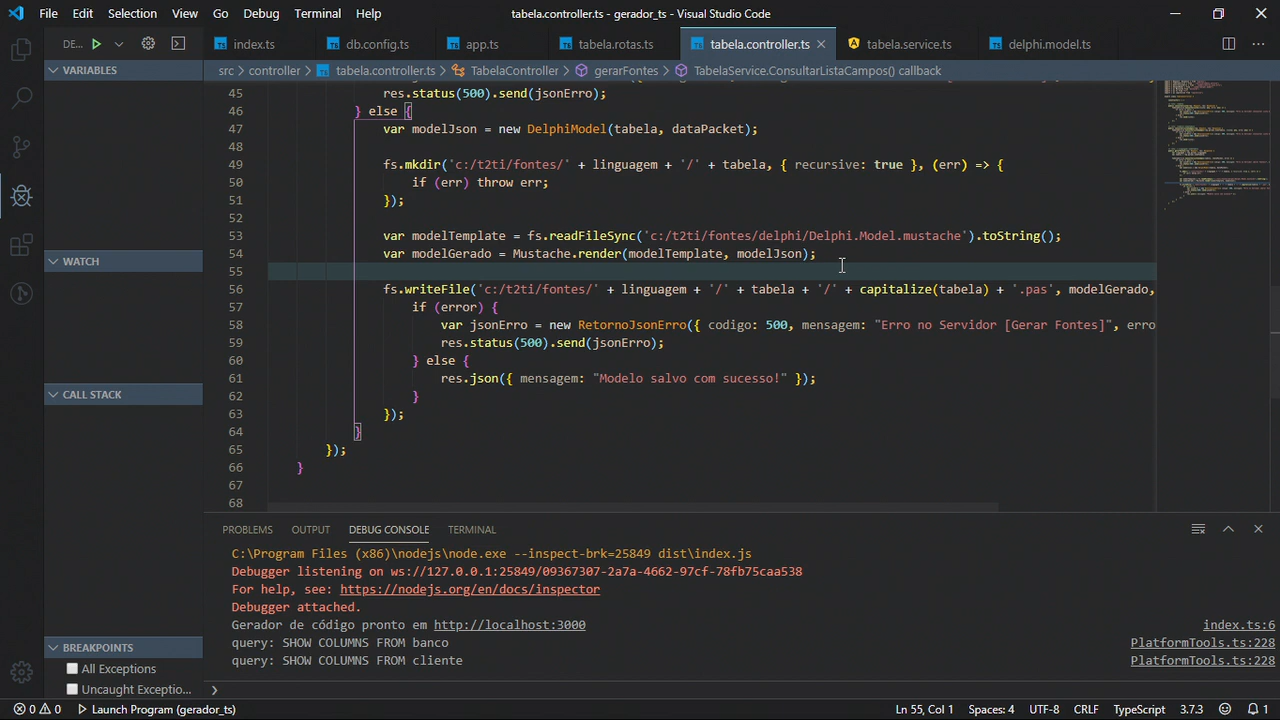 File Edit Selection View Go Debug Terminal Help tabela.controller.ts - gerador_ts - Visual Studio Code
DE... index.ts db.config.ts app.ts tabela.rotas.ts tabela.controller.ts tabela.service.ts delphi.model.ts
VARIABLES
src > controller > tabela.controller.ts > TabelaController > gerarFontes > TabelaService.ConsultarListaCampos() callback
45 res.status(500).send(jsonErro);
46 } else {
47 var modelJson = new DelphiModel(tabela, dataPacket);
48
49 fs.mkdir('c:/t2ti/fontes/' + linguagem + '/' + tabela, { recursive: true }, (err) => {
50 if (err) throw err;
51 });
52
53 var modelTemplate = fs.readFileSync('c:/t2ti/fontes/delphi/Delphi.Model.mustache').toString();
54 var modelGerado = Mustache.render(modelTemplate, modelJson);
55
56 fs.writeFile('c:/t2ti/fontes/' + linguagem + '/' + tabela + '/' + capitalize(tabela) + '.pas', modelGerado,
57 if (error) {
58 var jsonErro = new RetornoJsonErro({ codigo: 500, mensagem: "Erro no Servidor [Gerar Fontes]", erro
59 res.status(500).send(jsonErro);
60 } else {
61 res.json({ mensagem: "Modelo salvo com sucesso!" });
62 }
63 });
64 }
65 });
66 }
67
68
WATCH
CALL STACK
BREAKPOINTS
All Exceptions
Uncaught Exceptio...
PROBLEMS OUTPUT DEBUG CONSOLE TERMINAL
C:\Program Files (x86)\nodejs\node.exe --inspect-brk=25849 dist\index.js
Debugger listening on ws://127.0.0.1:25849/09367307-2a7a-4662-97cf-78fb75caa538
For help, see: https://nodejs.org/en/docs/inspector
Debugger attached.
Gerador de código pronto em http://localhost:3000 index.ts:6
query: SHOW COLUMNS FROM banco PlatformTools.ts:228
query: SHOW COLUMNS FROM cliente PlatformTools.ts:228
0 0 Launch Program (gerador_ts) Ln 55, Col 1 Spaces: 4 UTF-8 CRLF TypeScript 3.7.3 1